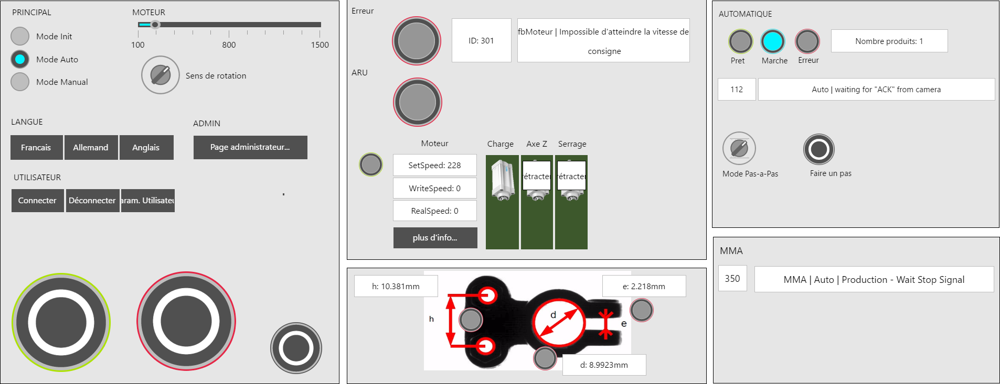 PRINCIPAL
Mode Init
Mode Auto
Mode Manual
MOTEUR
100 800 1500
Sens de rotation
LANGUE
Francais Allemand Anglais
ADMIN
Page administrateur...
UTILISATEUR
Connecter Déconnecter aram. Utilisateu
Erreur
ID: 301
fbMoteur | Impossible d'atteindre la vitesse de
consigne
ARU
Moteur
SetSpeed: 228
WriteSpeed: 0
RealSpeed: 0
plus d'info...
Charge Axe Z Serrage
rétracter rétracter
h: 10.381mm
e: 2.218mm
h
d
e
d: 8.9923mm
AUTOMATIQUE
Pret Marche Erreur
Nombre produits: 1
112
Auto | waiting for "ACK" from camera
Mode Pas-a-Pas
Faire un pas
MMA
350
MMA | Auto | Production - Wait Stop Signal